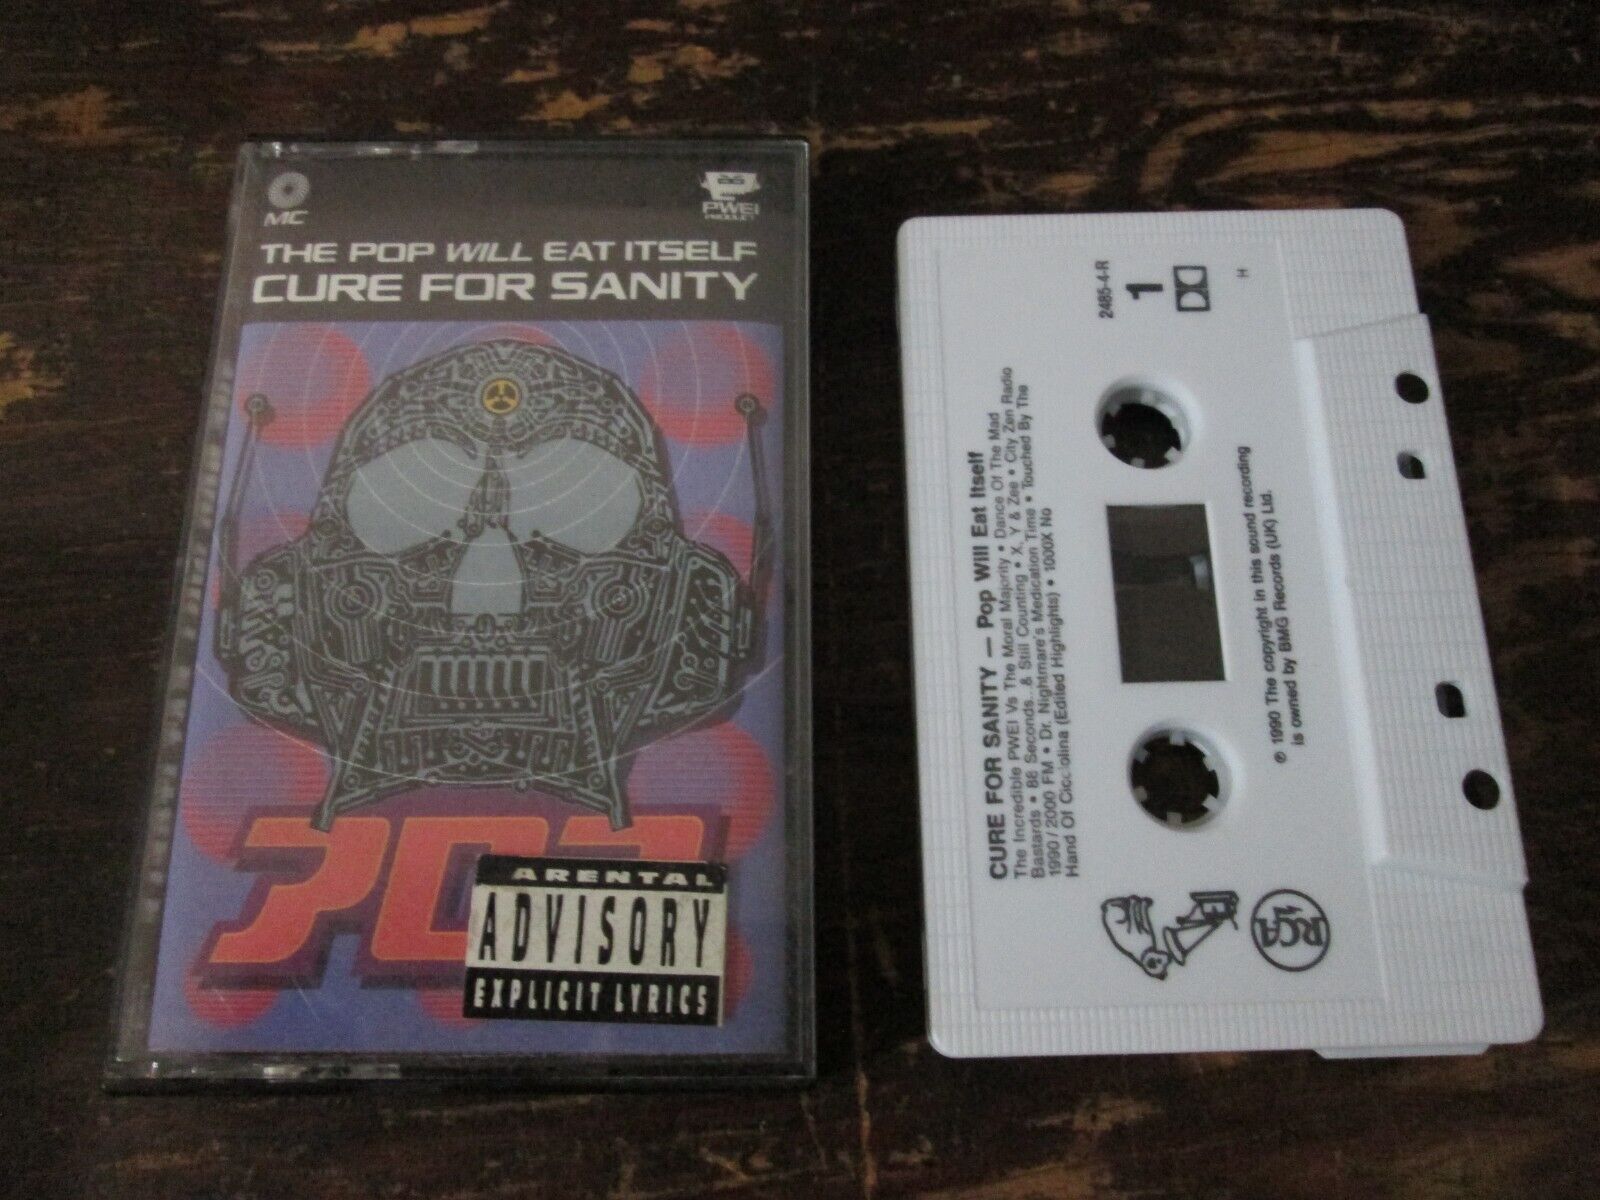 MC
PWEI
PRODUCT
THE POP WILL EAT ITSELF
CURE FOR SANITY
ARENTAL
ADVISORY
EXPLICIT LYRICS
2485-4-R
1
H
CURE FOR SANITY — Pop Will Eat Itself
The Incredible PWEI Vs The Moral Majority • Dance Of The Mad
Bastards • 88 Seconds..& Still Counting • X, Y & Zee • City Zen Radio
1990/2000 FM • Dr. Nightmare's Medication Time • Touched By The
Hand Of Cicciolina (Edited Highlights) • 1000X No
℗ 1990 The copyright in this sound recording
is owned by BMG Records (UK) Ltd.
RCA